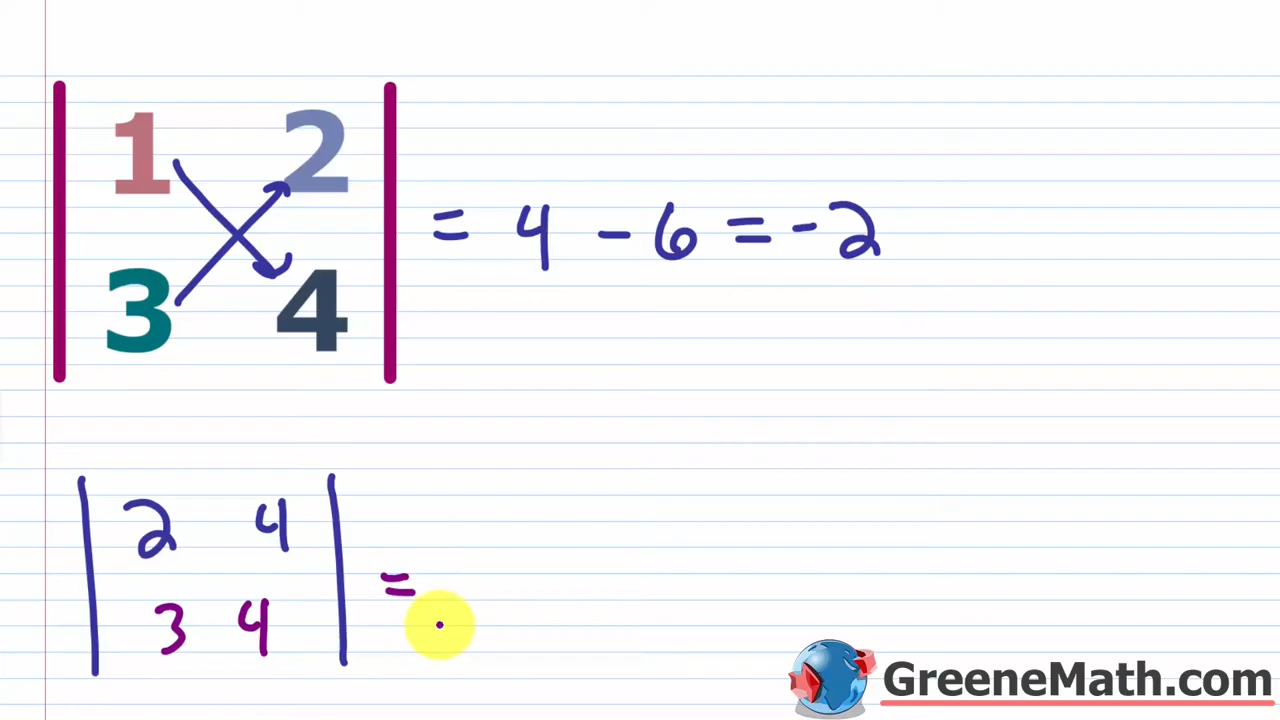 1 2
3 4
= 4 - 6 = -2
2 4
3 4
=
GreeneMath.com